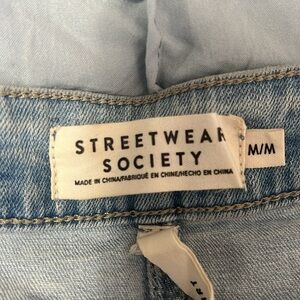 STREETWEAR
SOCIETY
MADE IN CHINA/FABRIQUÉ EN CHINE/HECHO EN CHINA
M/M